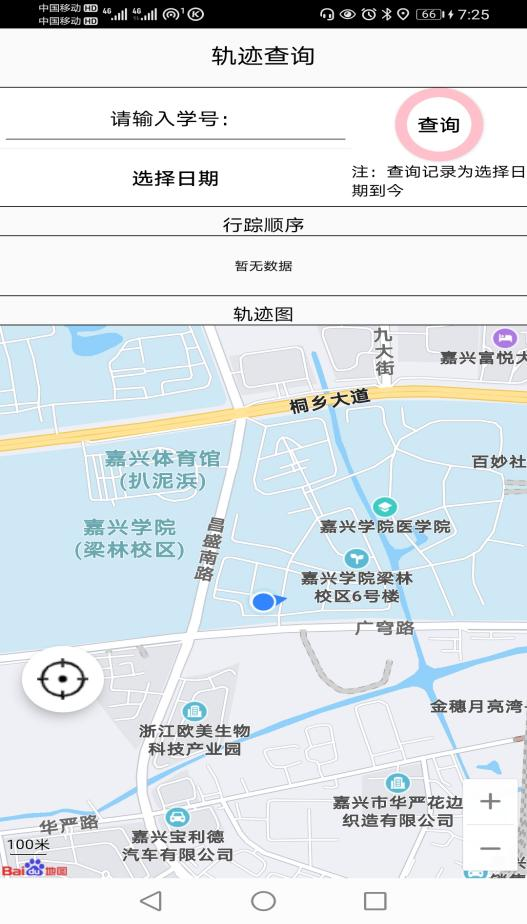 中国移动 HD 4G 4G 1 K 66 7:25
中国移动 HD
轨迹查询
请输入学号：
查询
选择日期
注：查询记录为选择日
期到今
行踪顺序
暂无数据
轨迹图
九大街
嘉兴富悦大
桐乡大道
嘉兴体育馆
(扒泥浜)
百妙社
嘉兴学院
(梁林校区)
昌盛南路
嘉兴学院医学院
嘉兴学院梁林
校区6号楼
广穹路
金穗月亮湾
浙江欧美生物
科技产业园
嘉兴市华严花边
织造有限公司
华严路
嘉兴宝利德
汽车有限公司
100米
Bai du 地图
+
−